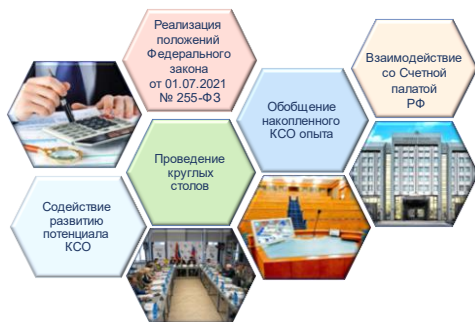 Реализация
положений
Федерального
закона
от 01.07.2021
№ 255-ФЗ
Взаимодействие
со Счетной
палатой
РФ
Обобщение
накопленного
КСО опыта
Проведение
круглых
столов
Содействие
развитию
потенциала
КСО